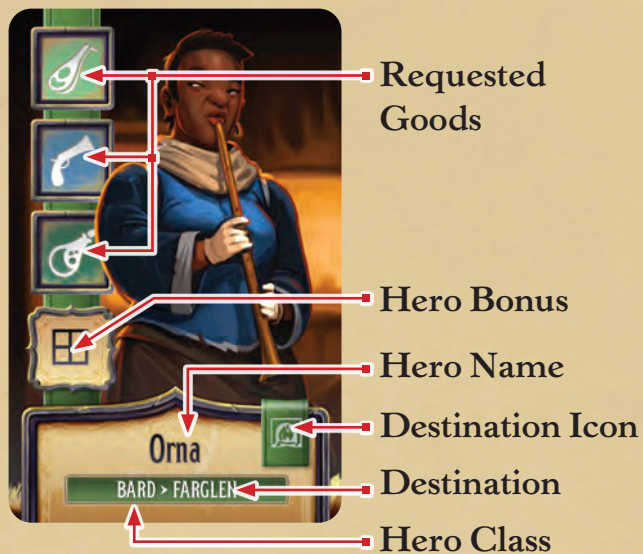 Requested
Goods
Hero Bonus
Hero Name
Destination Icon
Orna
Destination
BARD > FARGLEN
Hero Class